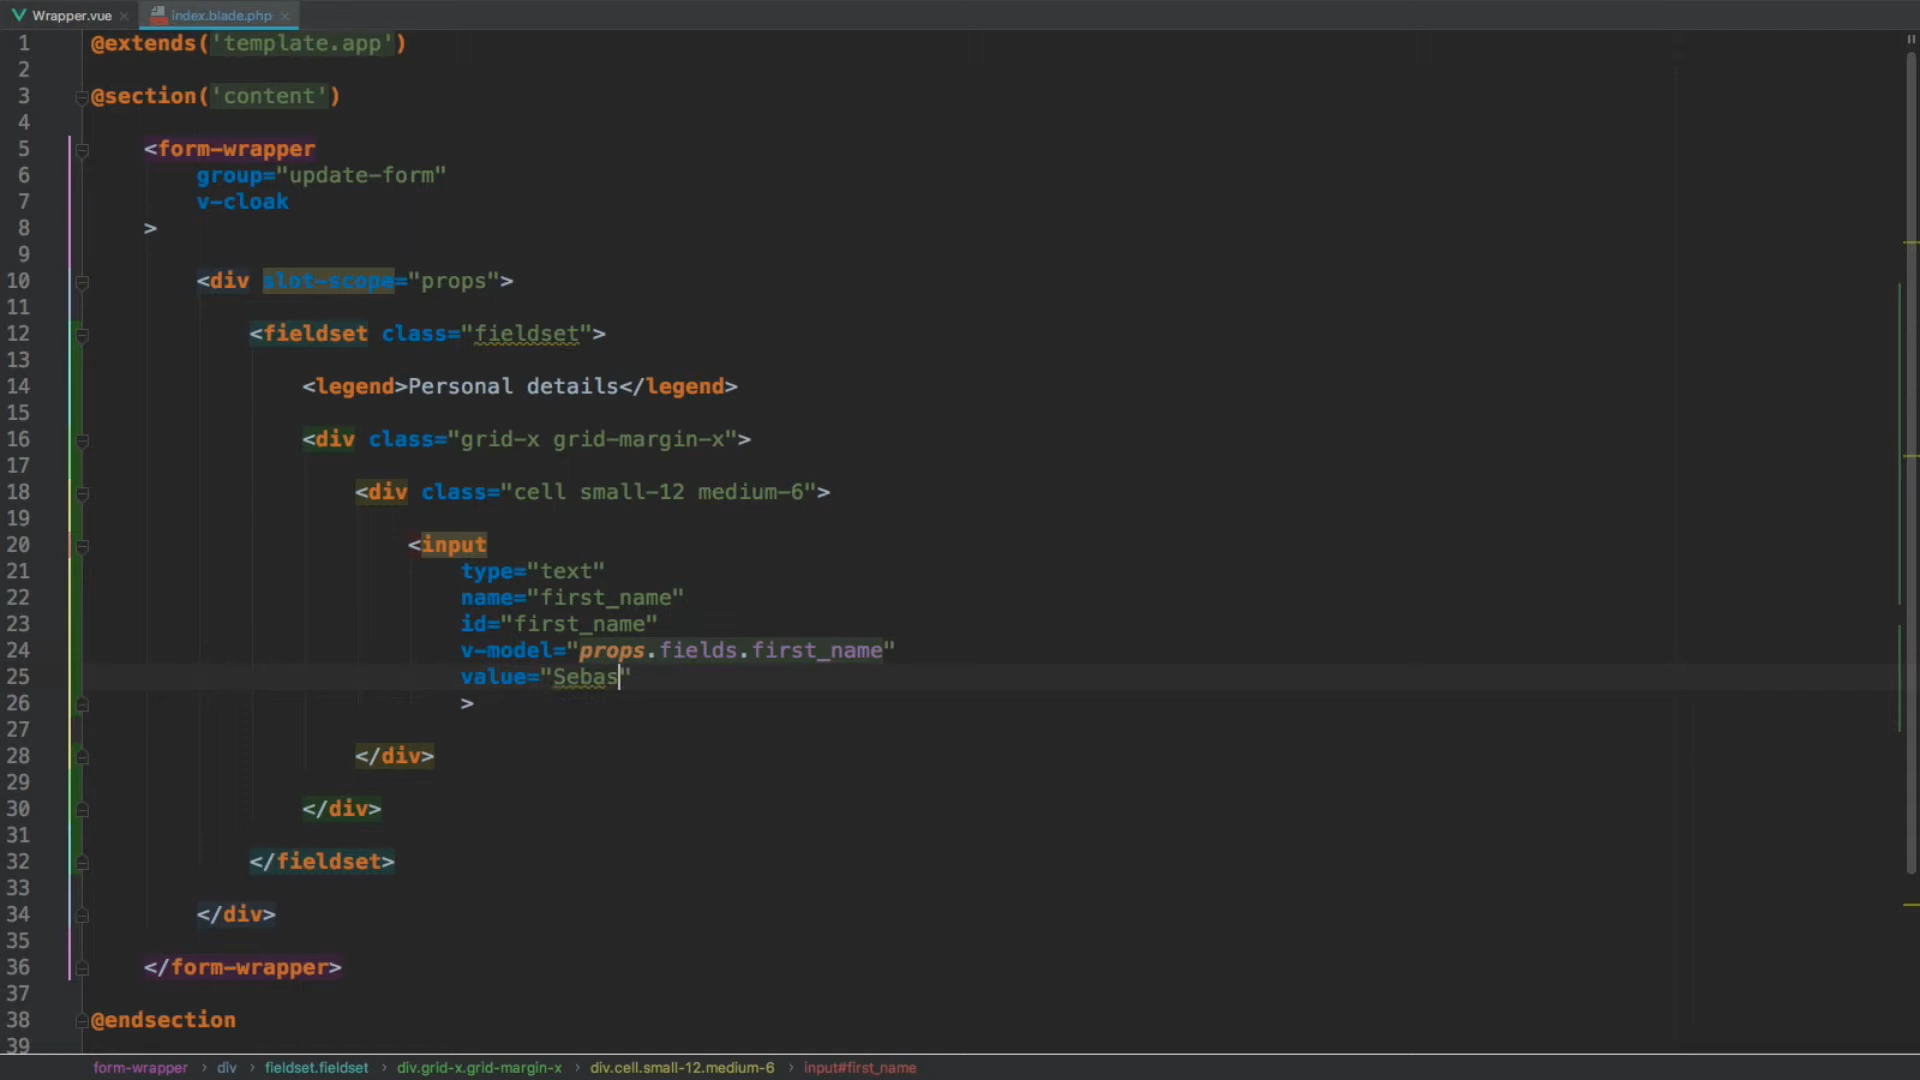 Wrapper.vue
index.blade.php
1 @extends('template.app')
2
3 @section('content')
4
5 <form-wrapper
6 group="update-form"
7 v-cloak
8 >
9
10 <div slot-scope="props">
11
12 <fieldset class="fieldset">
13
14 <legend>Personal details</legend>
15
16 <div class="grid-x grid-margin-x">
17
18 <div class="cell small-12 medium-6">
19
20 <input
21 type="text"
22 name="first_name"
23 id="first_name"
24 v-model="props.fields.first_name"
25 value="Sebas"
26 >
27
28 </div>
29
30 </div>
31
32 </fieldset>
33
34 </div>
35
36 </form-wrapper>
37
38 @endsection
39
form-wrapper › div › fieldset.fieldset › div.grid-x.grid-margin-x › div.cell.small-12.medium-6 › input#first_name